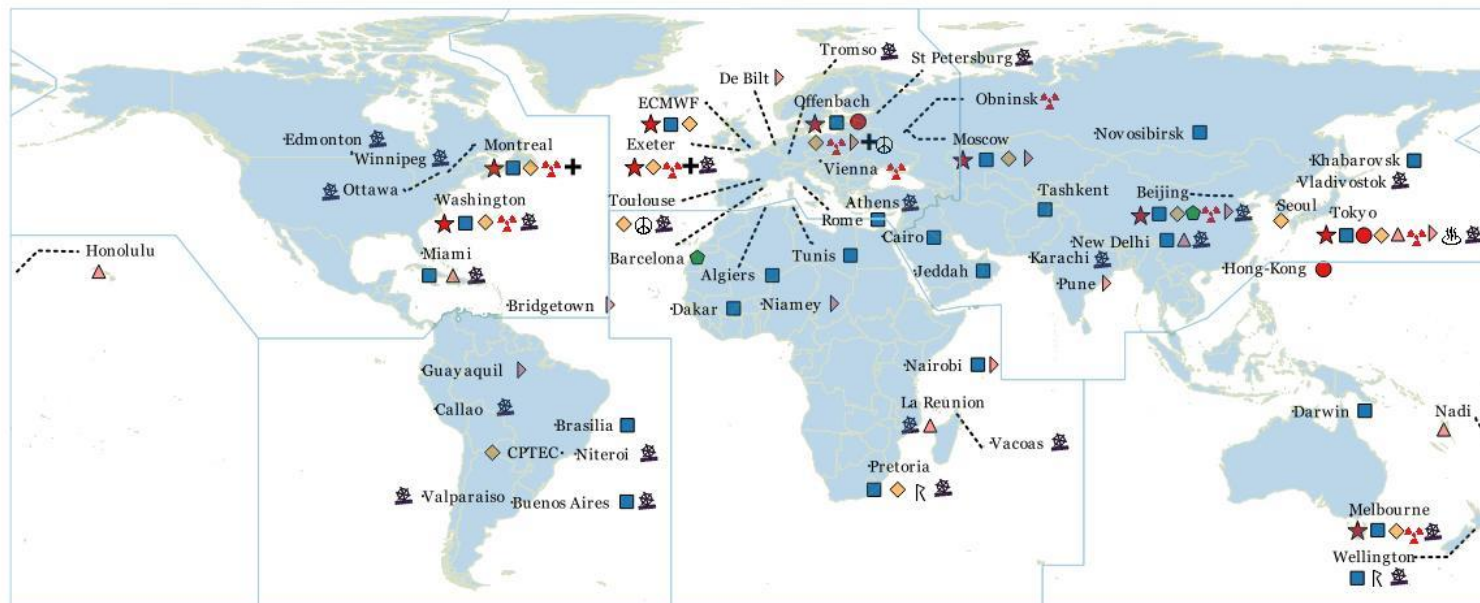 Tromso
St Petersburg
De Bilt
ECMWF
Offenbach
Obninsk
Edmonton
Winnipeg
Montreal
Exeter
Moscow
Novosibirsk
Khabarovsk
Ottawa
Vienna
Vladivostok
Washington
Toulouse
Athens
Tashkent
Beijing
Seoul
Tokyo
Rome
Honolulu
Miami
Barcelona
Tunis
Cairo
New Delhi
Karachi
Algiers
Jeddah
Hong-Kong
Pune
Bridgetown
Dakar
Niamey
Guayaquil
Nairobi
Callao
La Reunion
Darwin
Nadi
Brasilia
Vacoas
CPTEC
Niteroi
Pretoria
Valparaiso
Buenos Aires
R
Melbourne
Wellington
R